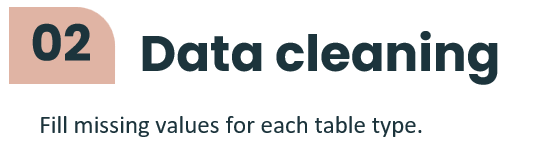 02 Data cleaning
Fill missing values for each table type.